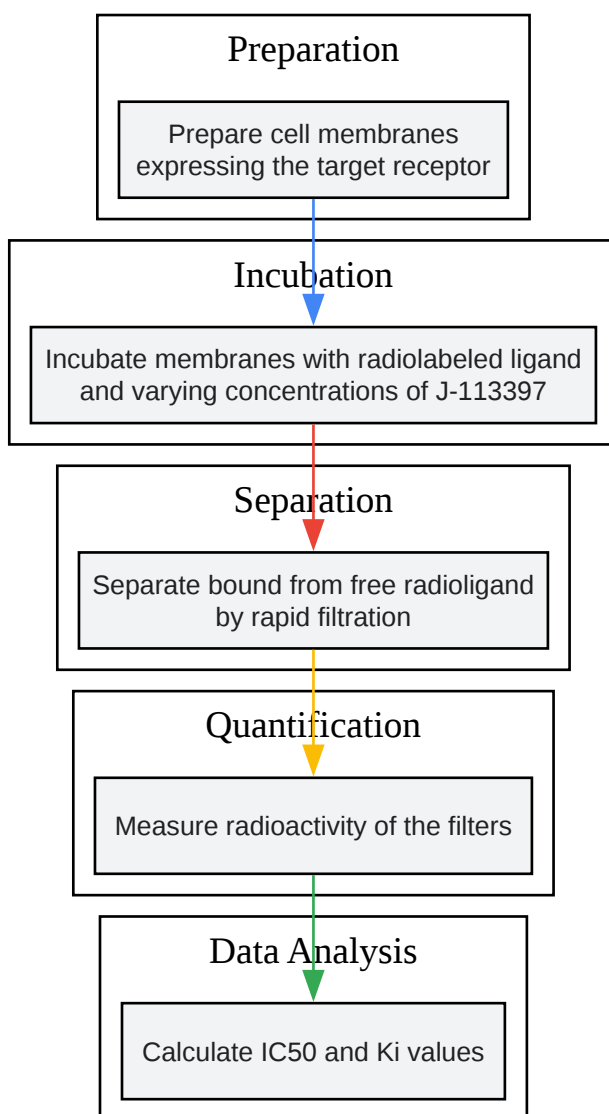 Preparation
Prepare cell membranes
expressing the target receptor
Incubation
Incubate membranes with radiolabeled ligand
and varying concentrations of J-113397
Separation
Separate bound from free radioligand
by rapid filtration
Quantification
Measure radioactivity of the filters
Data Analysis
Calculate IC50 and Ki values